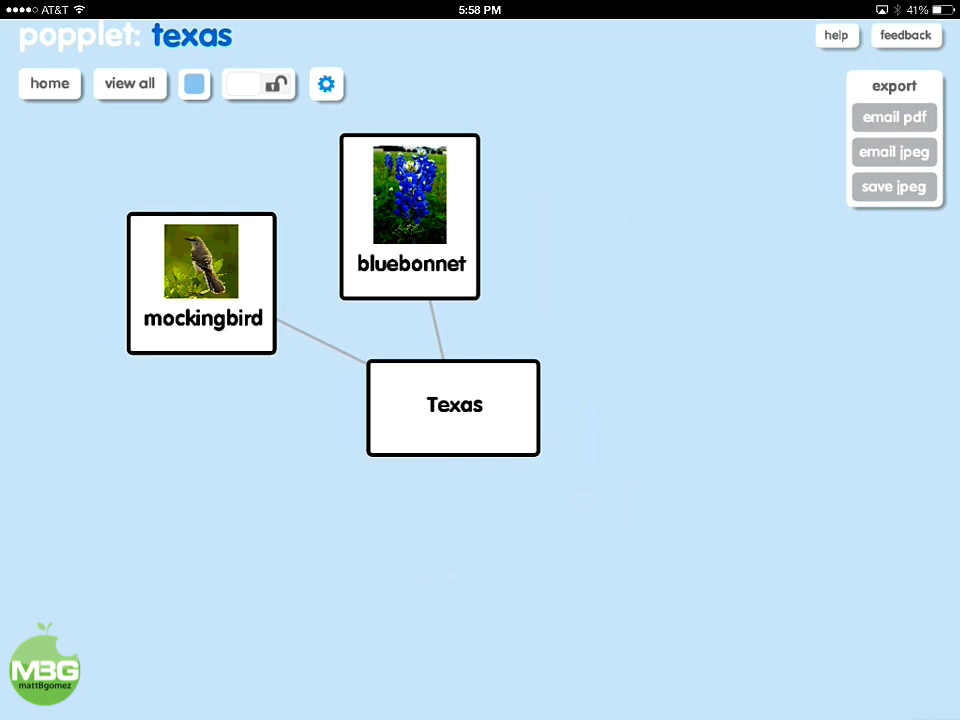 AT&T
5:58 PM
41%
popplet: texas
help
feedback
home
view all
export
email pdf
email jpeg
save jpeg
bluebonnet
mockingbird
Texas
MBG
mattBgomez